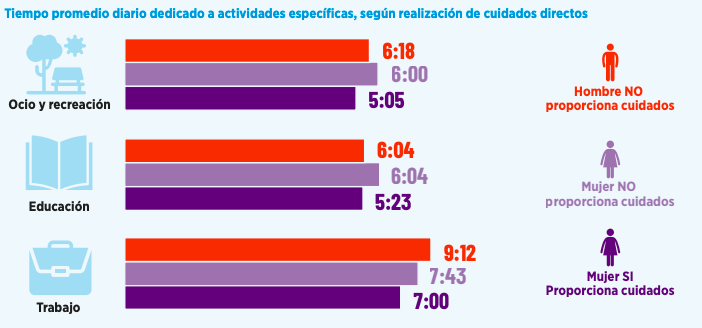 Tiempo promedio diario dedicado a actividades específicas, según realización de cuidados directos
Ocio y recreación
6:18
6:00
5:05
Educación
6:04
6:04
5:23
Trabajo
9:12
7:43
7:00
Hombre NO
proporciona cuidados
Mujer NO
proporciona cuidados
Mujer SI
Proporciona cuidados